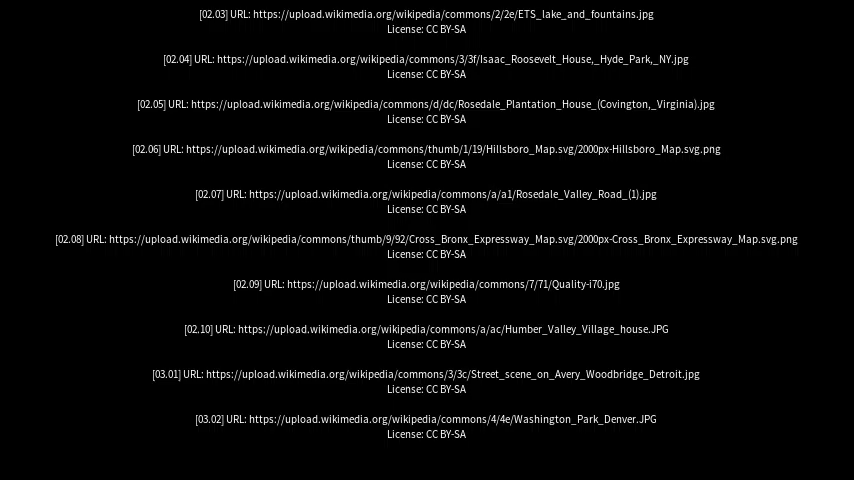 [02.03] URL: https://upload.wikimedia.org/wikipedia/commons/2/2e/ETS_lake_and_fountains.jpg
License: CC BY-SA
[02.04] URL: https://upload.wikimedia.org/wikipedia/commons/3/3f/Isaac_Roosevelt_House,_Hyde_Park,_NY.jpg
License: CC BY-SA
[02.05] URL: https://upload.wikimedia.org/wikipedia/commons/d/dc/Rosedale_Plantation_House_(Covington,_Virginia).jpg
License: CC BY-SA
[02.06] URL: https://upload.wikimedia.org/wikipedia/commons/thumb/1/19/Hillsboro_Map.svg/2000px-Hillsboro_Map.svg.png
License: CC BY-SA
[02.07] URL: https://upload.wikimedia.org/wikipedia/commons/a/a1/Rosedale_Valley_Road_(1).jpg
License: CC BY-SA
[02.08] URL: https://upload.wikimedia.org/wikipedia/commons/thumb/9/92/Cross_Bronx_Expressway_Map.svg/2000px-Cross_Bronx_Expressway_Map.svg.png
License: CC BY-SA
[02.09] URL: https://upload.wikimedia.org/wikipedia/commons/7/71/Quality-i70.jpg
License: CC BY-SA
[02.10] URL: https://upload.wikimedia.org/wikipedia/commons/a/ac/Humber_Valley_Village_house.JPG
License: CC BY-SA
[03.01] URL: https://upload.wikimedia.org/wikipedia/commons/3/3c/Street_scene_on_Avery_Woodbridge_Detroit.jpg
License: CC BY-SA
[03.02] URL: https://upload.wikimedia.org/wikipedia/commons/4/4e/Washington_Park_Denver.JPG
License: CC BY-SA